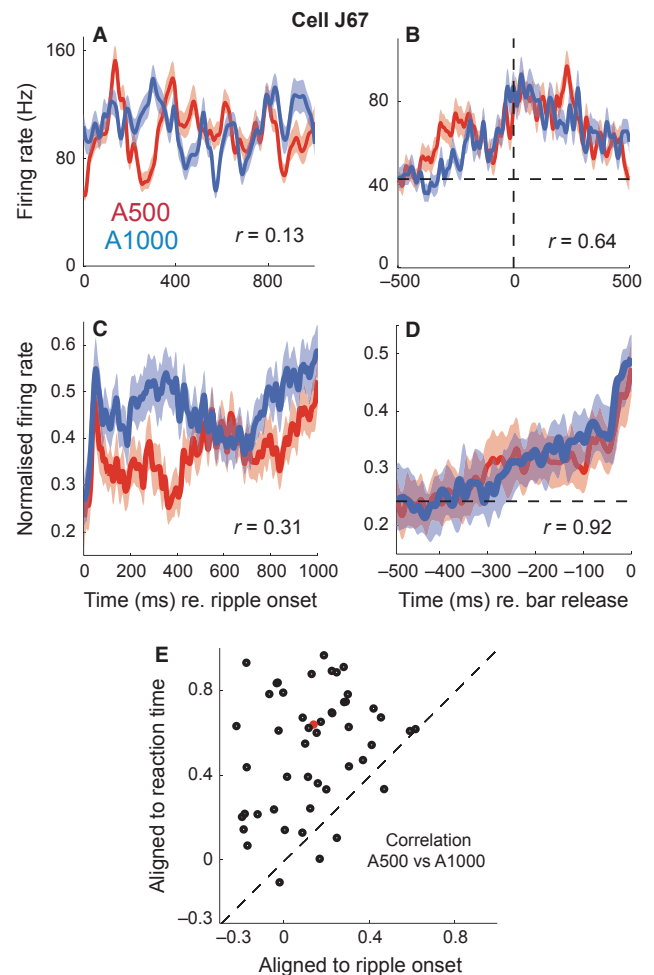 Cell J67
A
B
160
80
0
Firing rate (Hz)
A500
A1000
r = 0.13
0
400
800
80
40
0
r = 0.64
–500
0
500
C
D
0.6
0.5
0.4
0.3
0.2
Normalised firing rate
r = 0.31
0
200
400
600
800
1000
Time (ms) re. ripple onset
0.5
0.4
0.3
0.2
r = 0.92
–500
–400
–300
–200
–100
0
Time (ms) re. bar release
E
0.8
0.4
0
–0.3
Aligned to reaction time
Correlation
A500 vs A1000
–0.3
0
0.4
0.8
Aligned to ripple onset